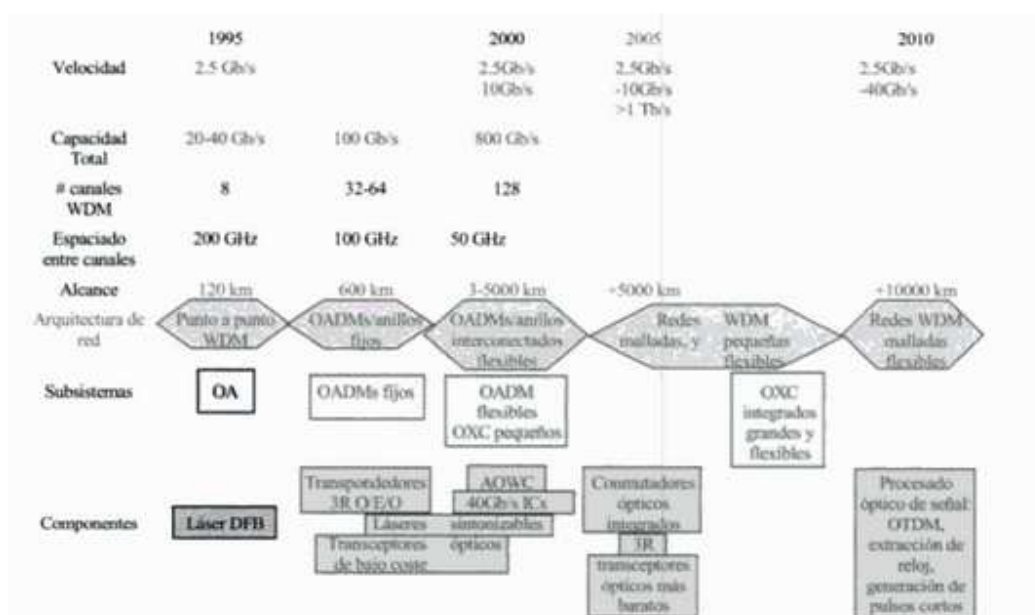 1995 2000 2005 2010
Velocidad 2.5 Gb/s 2.5Gb/s 2.5Gb/s 2.5Gb/s
10Gb/s -10Gb/s -40Gb/s
>1 Tb/s
Capacidad 20-40 Gb/s 100 Gb/s 800 Gb/s
Total
# canales 8 32-64 128
WDM
Espaciado 200 GHz 100 GHz 50 GHz
entre canales
Alcance 120 km 600 km 3-5000 km +5000 km +10000 km
Arquitectura de Punto a punto OADMs/anillos OADMs/anillos Redes WDM Redes WDM
red WDM fijos interconectados malladas, y pequeñas malladas
flexibles flexibles flexibles
Subsistemas OA OADMs fijos OADM OXC
flexibles integrados
OXC pequeños grandes y
flexibles
Transpondedores AOWC Conmutadores Procesado
3R O/E/O 40Gb/s ICx ópticos óptico de señal:
Componentes Láser DFB Láseres sintonizables integrados OTDM,
Transceptores ópticos 3R extracción de
de bajo coste transceptores reloj,
ópticos más generación de
baratos pulsos cortos